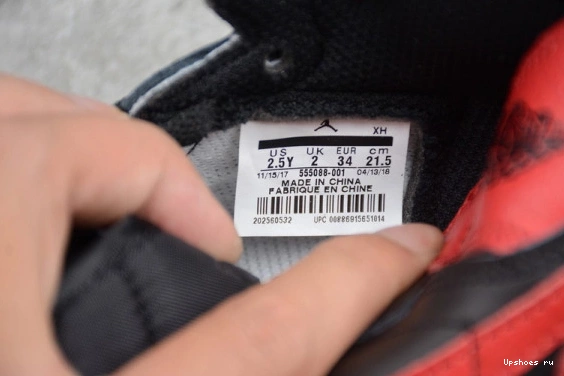 XH
US UK EUR cm
2.5Y 2 34 21.5
11/15/17 555088-001 04/13/18
MADE IN CHINA
FABRIQUE EN CHINE
202560532 UPC 00886915651014
Upshoes ru